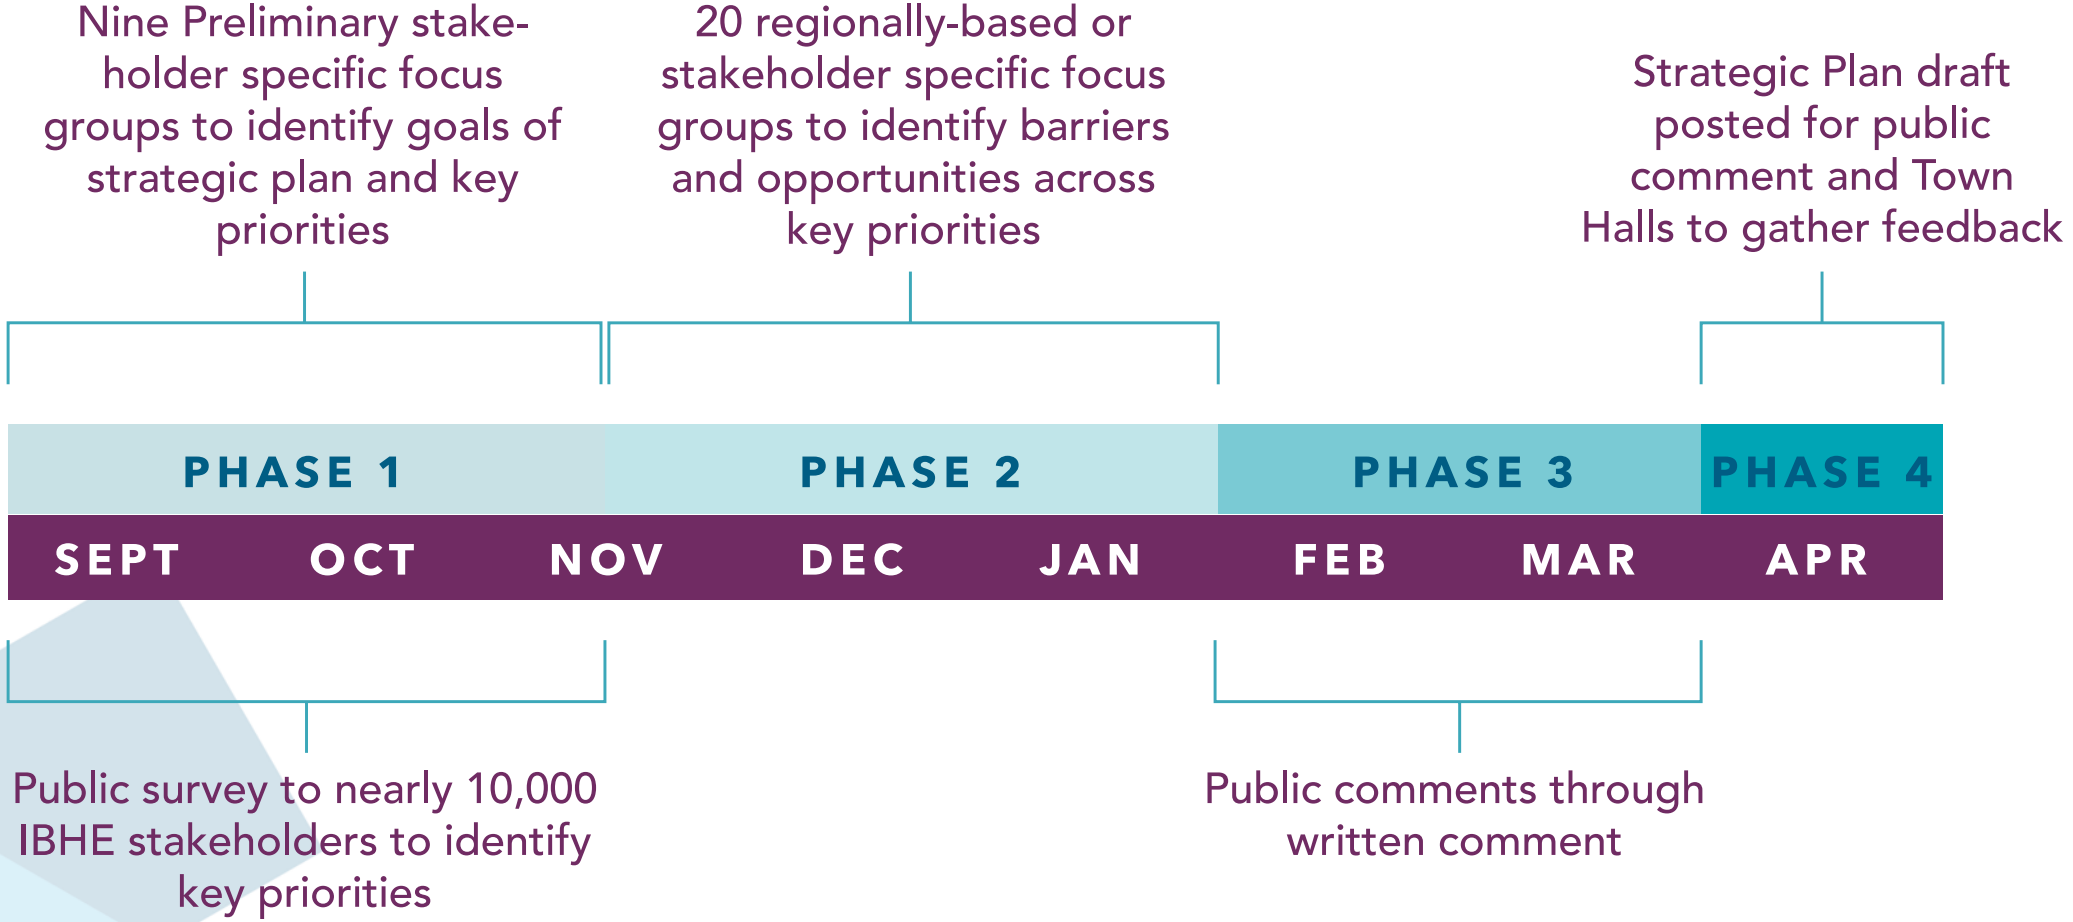 Nine Preliminary stake-
holder specific focus
groups to identify goals of
strategic plan and key
priorities
20 regionally-based or
stakeholder specific focus
groups to identify barriers
and opportunities across
key priorities
Strategic Plan draft
posted for public
comment and Town
Halls to gather feedback
PHASE 1 PHASE 2 PHASE 3 PHASE 4
SEPT OCT NOV DEC JAN FEB MAR APR
Public survey to nearly 10,000
IBHE stakeholders to identify
key priorities
Public comments through
written comment